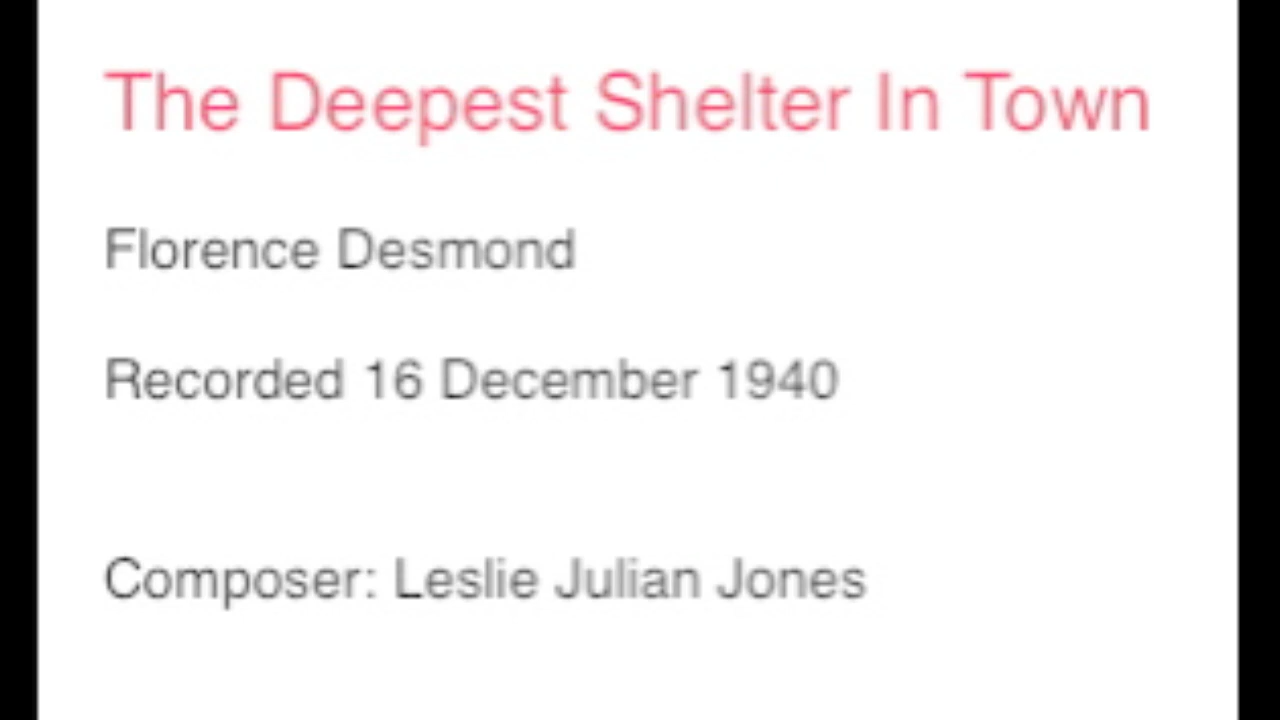 The Deepest Shelter In Town
Florence Desmond
Recorded 16 December 1940
Composer: Leslie Julian Jones